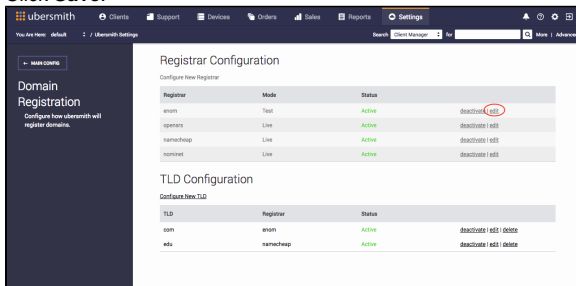 Click Save.
ubersmith Clients Support Devices Orders Sales Reports Settings
You Are Here: default / Ubersmith Settings Search Client Manager for More | Advanced
← MAIN CONFIG
Domain Registration
Configure how ubersmith will register domains.
Registrar Configuration
Configure New Registrar
Registrar Mode Status
enom Test Active deactivate | edit
opensrs Live Active deactivate | edit
namecheap Live Active deactivate | edit
nominet Live Active deactivate | edit
TLD Configuration
Configure New TLD
TLD Registrar Status
com enom Active deactivate | edit | delete
edu namecheap Active deactivate | edit | delete